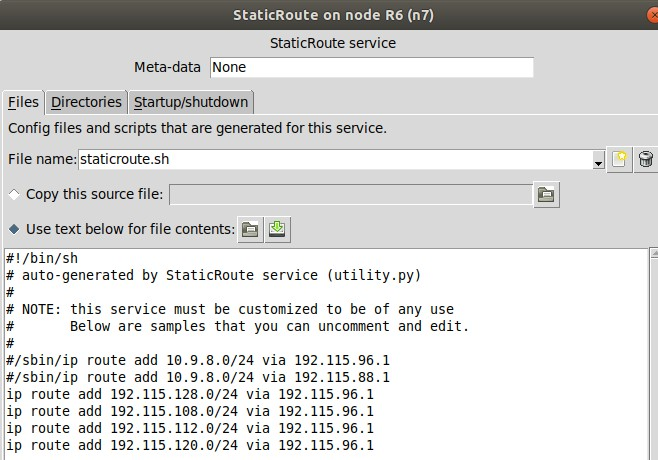 StaticRoute on node R6 (n7)
StaticRoute service
Meta-data None
Files Directories Startup/shutdown
Config files and scripts that are generated for this service.
File name: staticroute.sh
Copy this source file:
Use text below for file contents:
#!/bin/sh
# auto-generated by StaticRoute service (utility.py)
#
# NOTE: this service must be customized to be of any use
#       Below are samples that you can uncomment and edit.
#
#/sbin/ip route add 10.9.8.0/24 via 192.115.96.1
#/sbin/ip route add 10.9.8.0/24 via 192.115.88.1
ip route add 192.115.128.0/24 via 192.115.96.1
ip route add 192.115.108.0/24 via 192.115.96.1
ip route add 192.115.112.0/24 via 192.115.96.1
ip route add 192.115.120.0/24 via 192.115.96.1